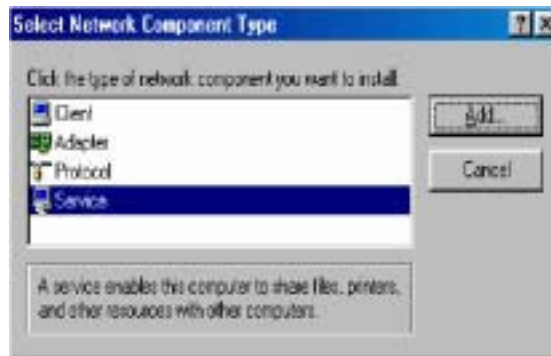 Select Network Component Type
Click the type of network component you want to install:
Client
Adapter
Protocol
Service
Add...
Cancel
A service enables this computer to share files, printers,
and other resources with other computers.